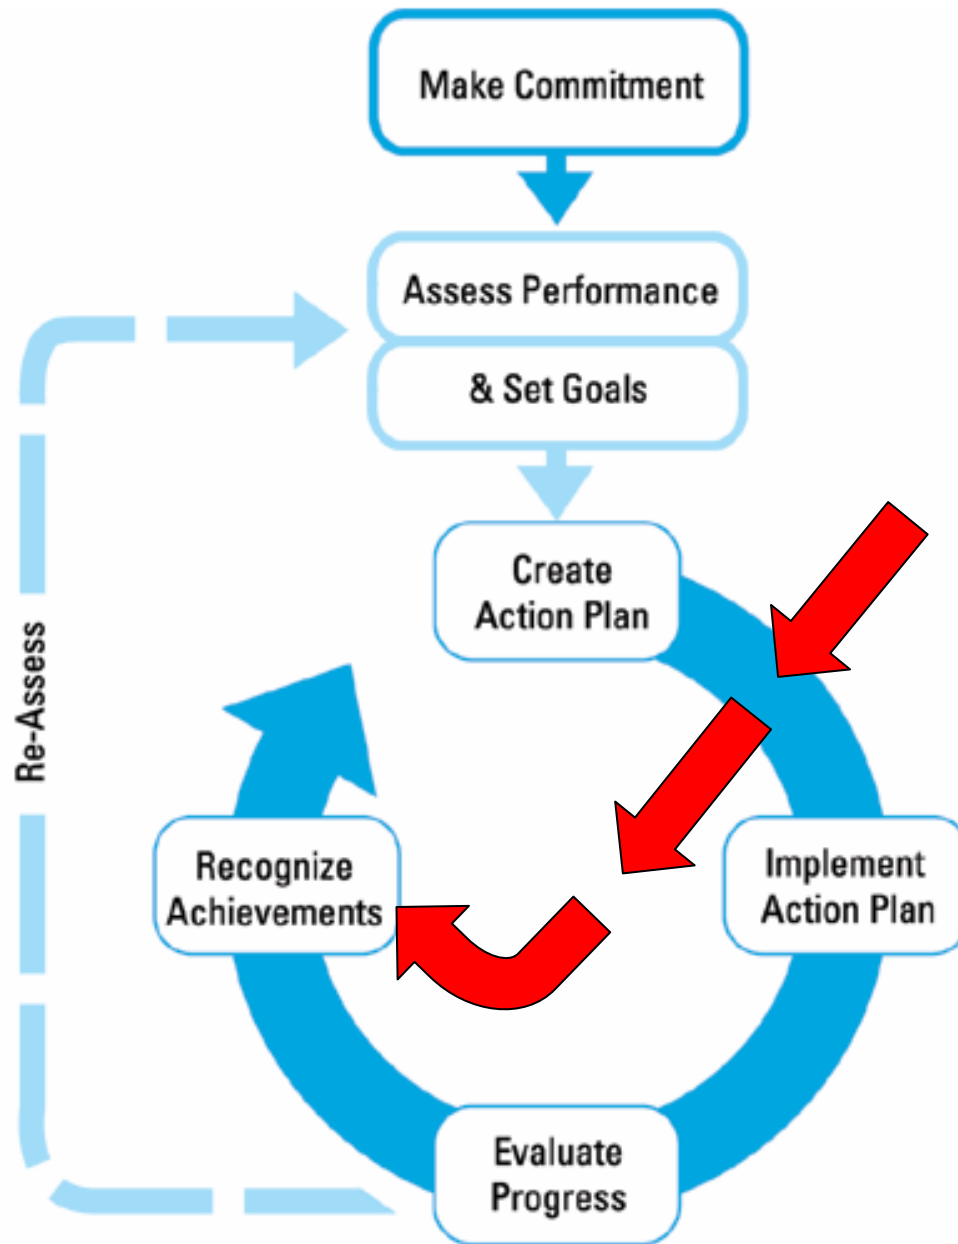 Make Commitment
Assess Performance
& Set Goals
Create
Action Plan
Re-Assess
Recognize
Achievements
Implement
Action Plan
Evaluate
Progress